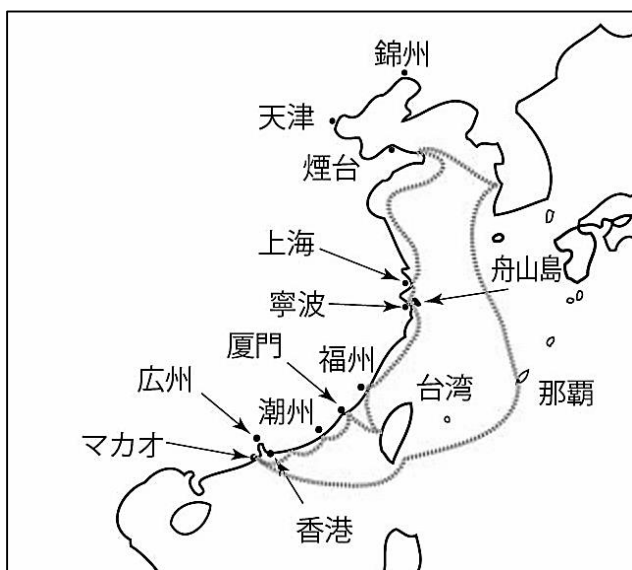 錦州
天津
煙台
上海
舟山島
寧波
厦門
福州
広州
潮州
台湾
那覇
マカオ
香港